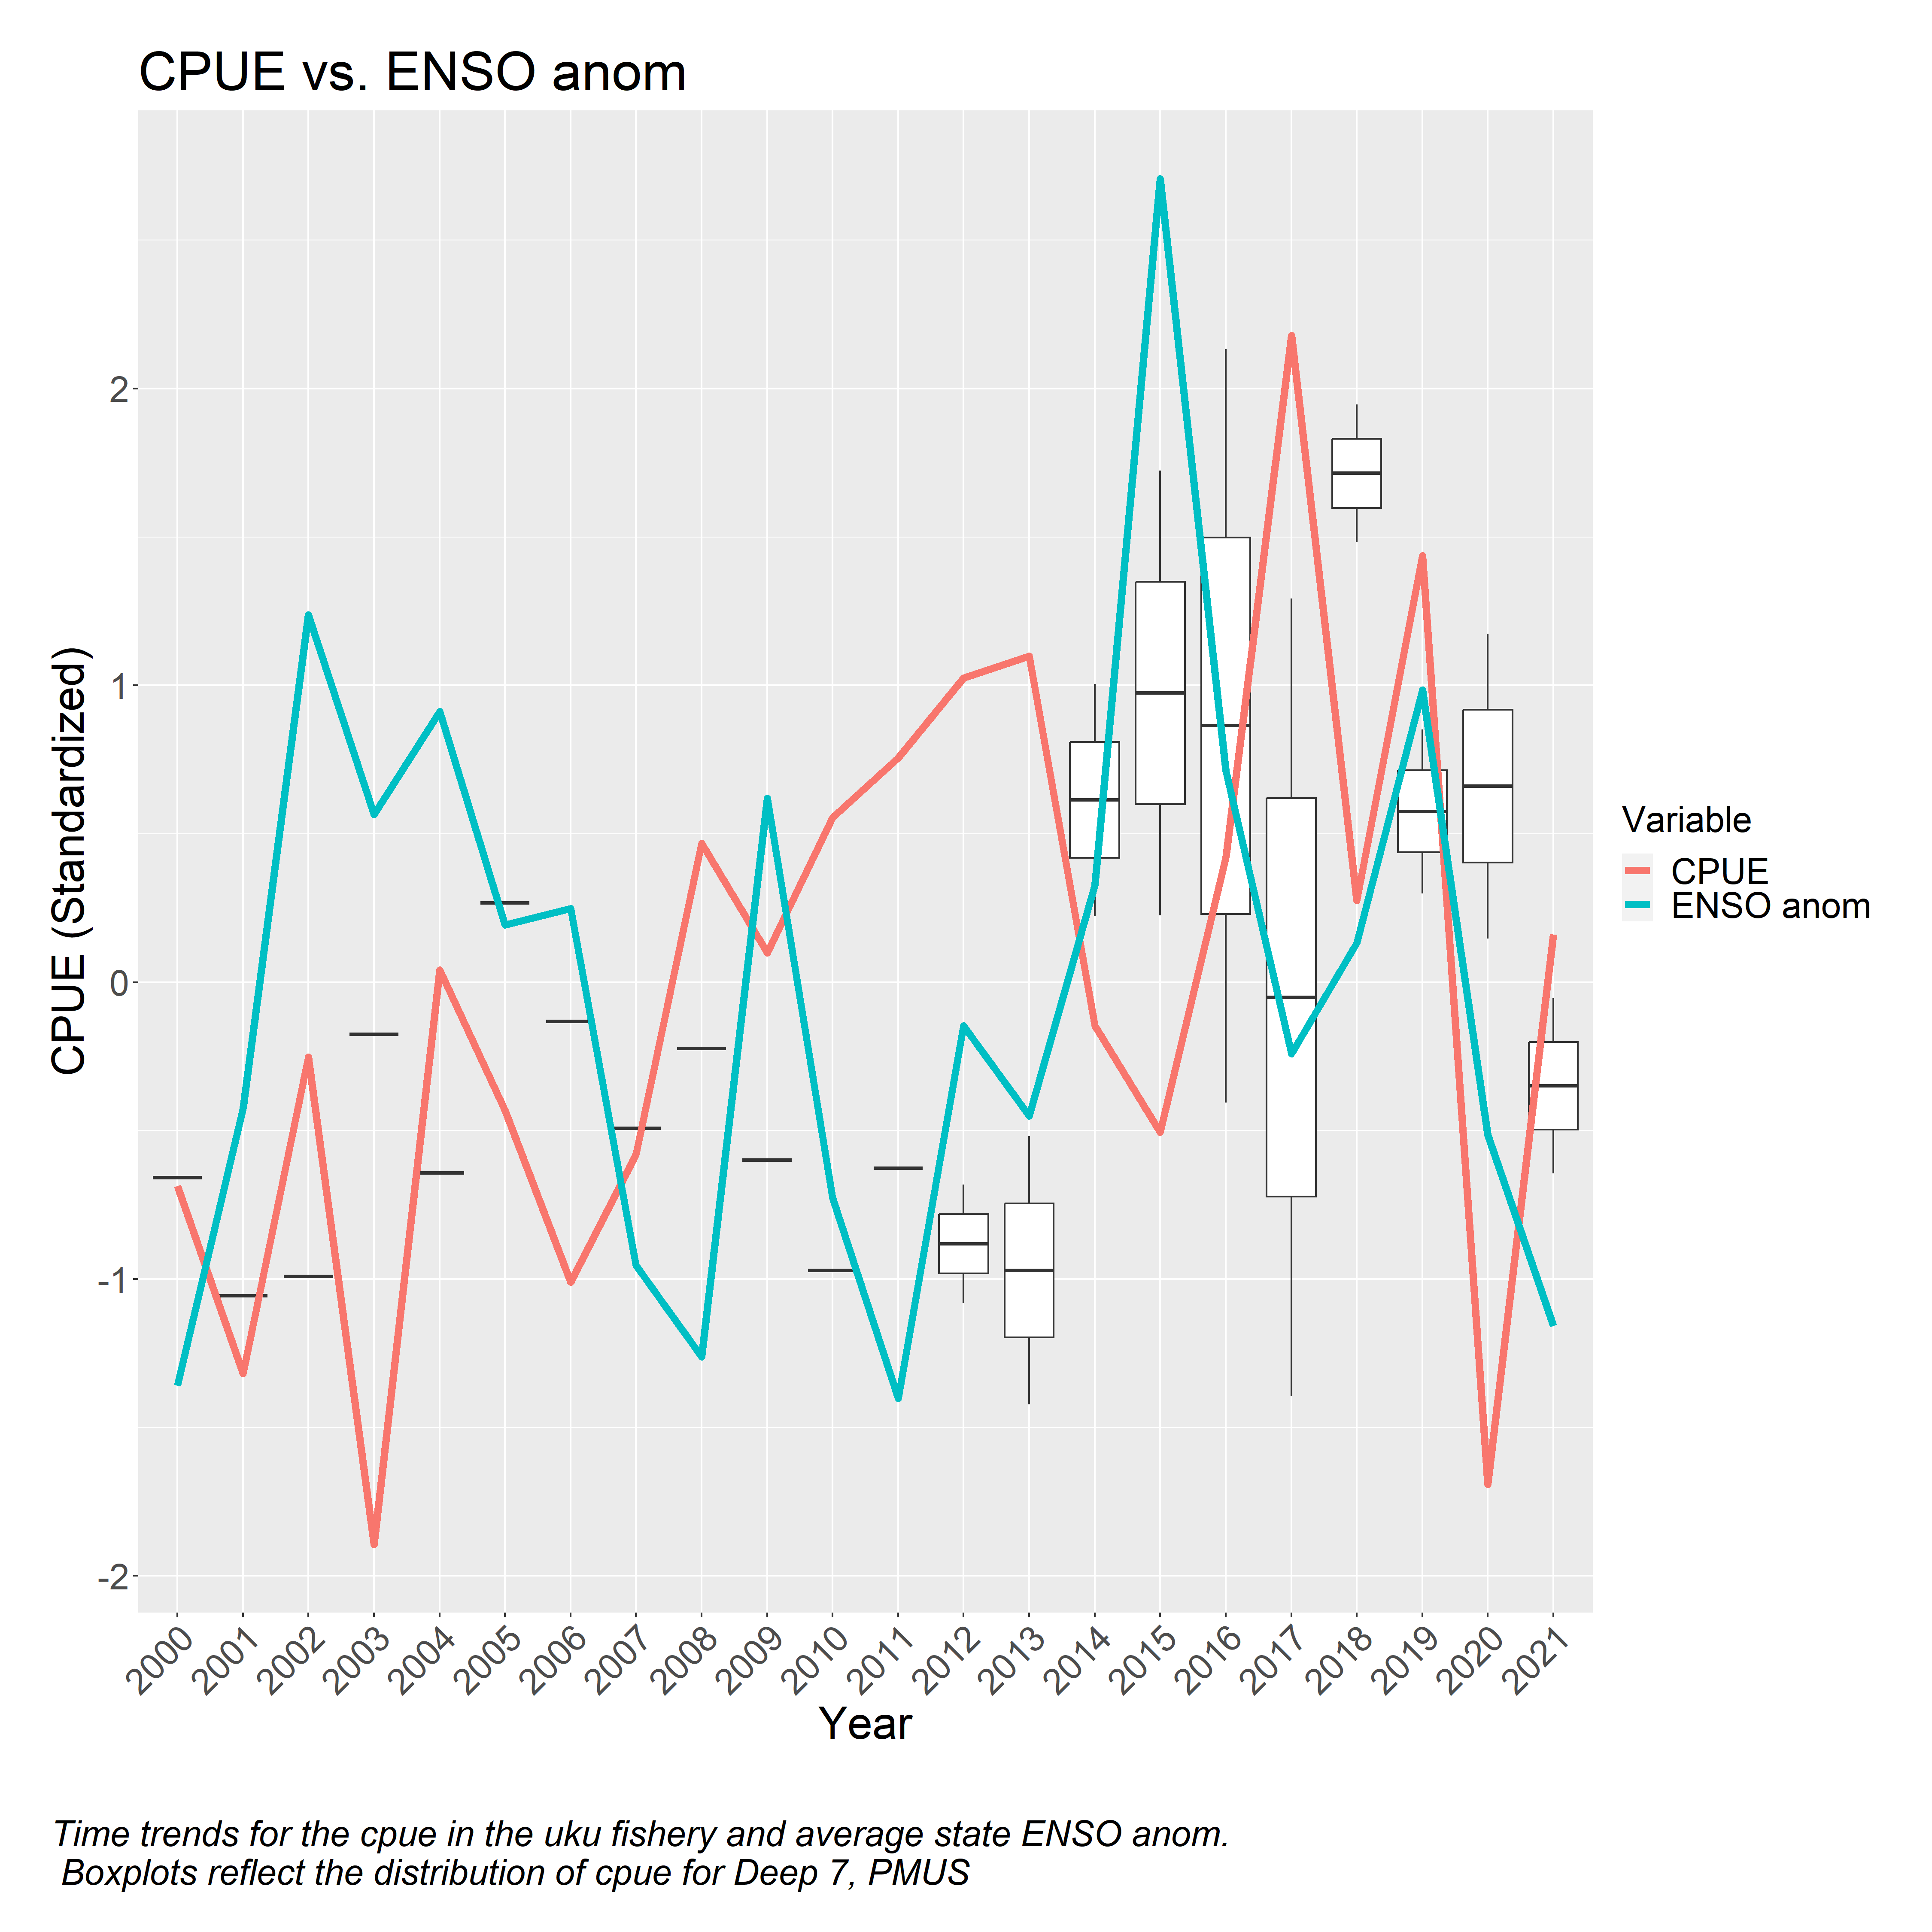 CPUE vs. ENSO anom
CPUE (Standardized)
2
1
0
-1
-2
2000 2001 2002 2003 2004 2005 2006 2007 2008 2009 2010 2011 2012 2013 2014 2015 2016 2017 2018 2019 2020 2021
Year
Variable
CPUE
ENSO anom
Time trends for the cpue in the uku fishery and average state ENSO anom.
Boxplots reflect the distribution of cpue for Deep 7, PMUS